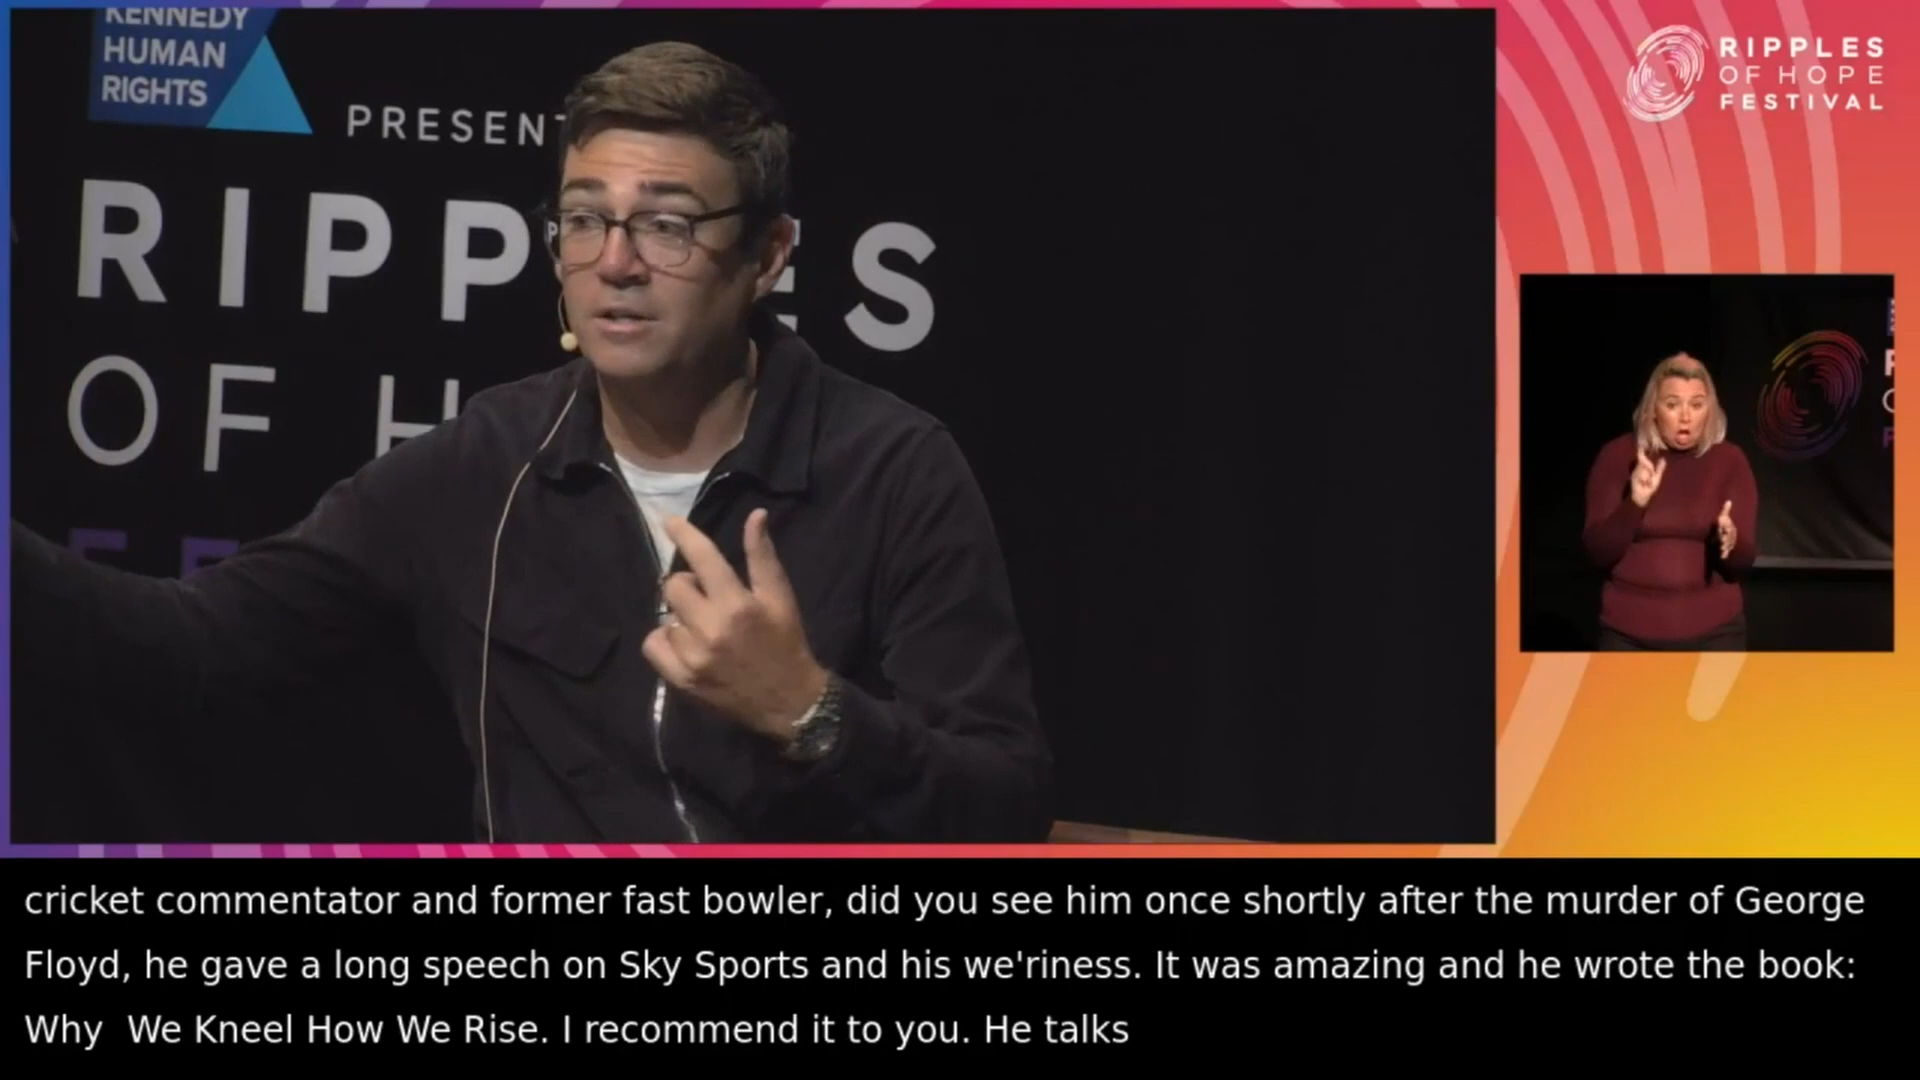 KENNEDY
HUMAN
RIGHTS
PRESENT
RIPP ES
OF H
RIPPLES
OF HOPE
FESTIVAL
cricket commentator and former fast bowler, did you see him once shortly after the murder of George
Floyd, he gave a long speech on Sky Sports and his we'riness. It was amazing and he wrote the book:
Why  We Kneel How We Rise. I recommend it to you. He talks